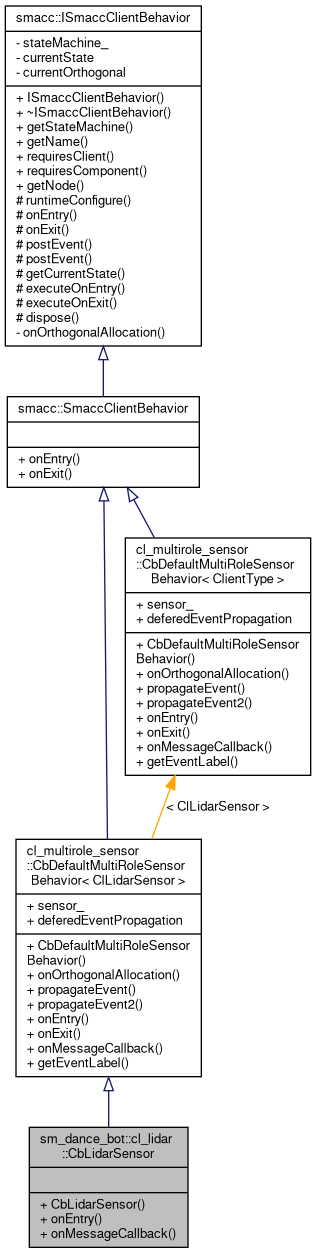 smacc::ISmaccClientBehavior
- stateMachine_
- currentState
- currentOrthogonal
+ ISmaccClientBehavior()
+ ~ISmaccClientBehavior()
+ getStateMachine()
+ getName()
+ requiresClient()
+ requiresComponent()
+ getNode()
# runtimeConfigure()
# onEntry()
# onExit()
# postEvent()
# postEvent()
# getCurrentState()
# executeOnEntry()
# executeOnExit()
# dispose()
- onOrthogonalAllocation()
smacc::SmaccClientBehavior
+ onEntry()
+ onExit()
cl_multirole_sensor
::CbDefaultMultiRoleSensor
Behavior< ClientType >
+ sensor_
+ deferedEventPropagation
+ CbDefaultMultiRoleSensor
Behavior()
+ onOrthogonalAllocation()
+ propagateEvent()
+ propagateEvent2()
+ onEntry()
+ onExit()
+ onMessageCallback()
+ getEventLabel()
< ClLidarSensor >
cl_multirole_sensor
::CbDefaultMultiRoleSensor
Behavior< ClLidarSensor >
+ sensor_
+ deferedEventPropagation
+ CbDefaultMultiRoleSensor
Behavior()
+ onOrthogonalAllocation()
+ propagateEvent()
+ propagateEvent2()
+ onEntry()
+ onExit()
+ onMessageCallback()
+ getEventLabel()
sm_dance_bot::cl_lidar
::CbLidarSensor
+ CbLidarSensor()
+ onEntry()
+ onMessageCallback()